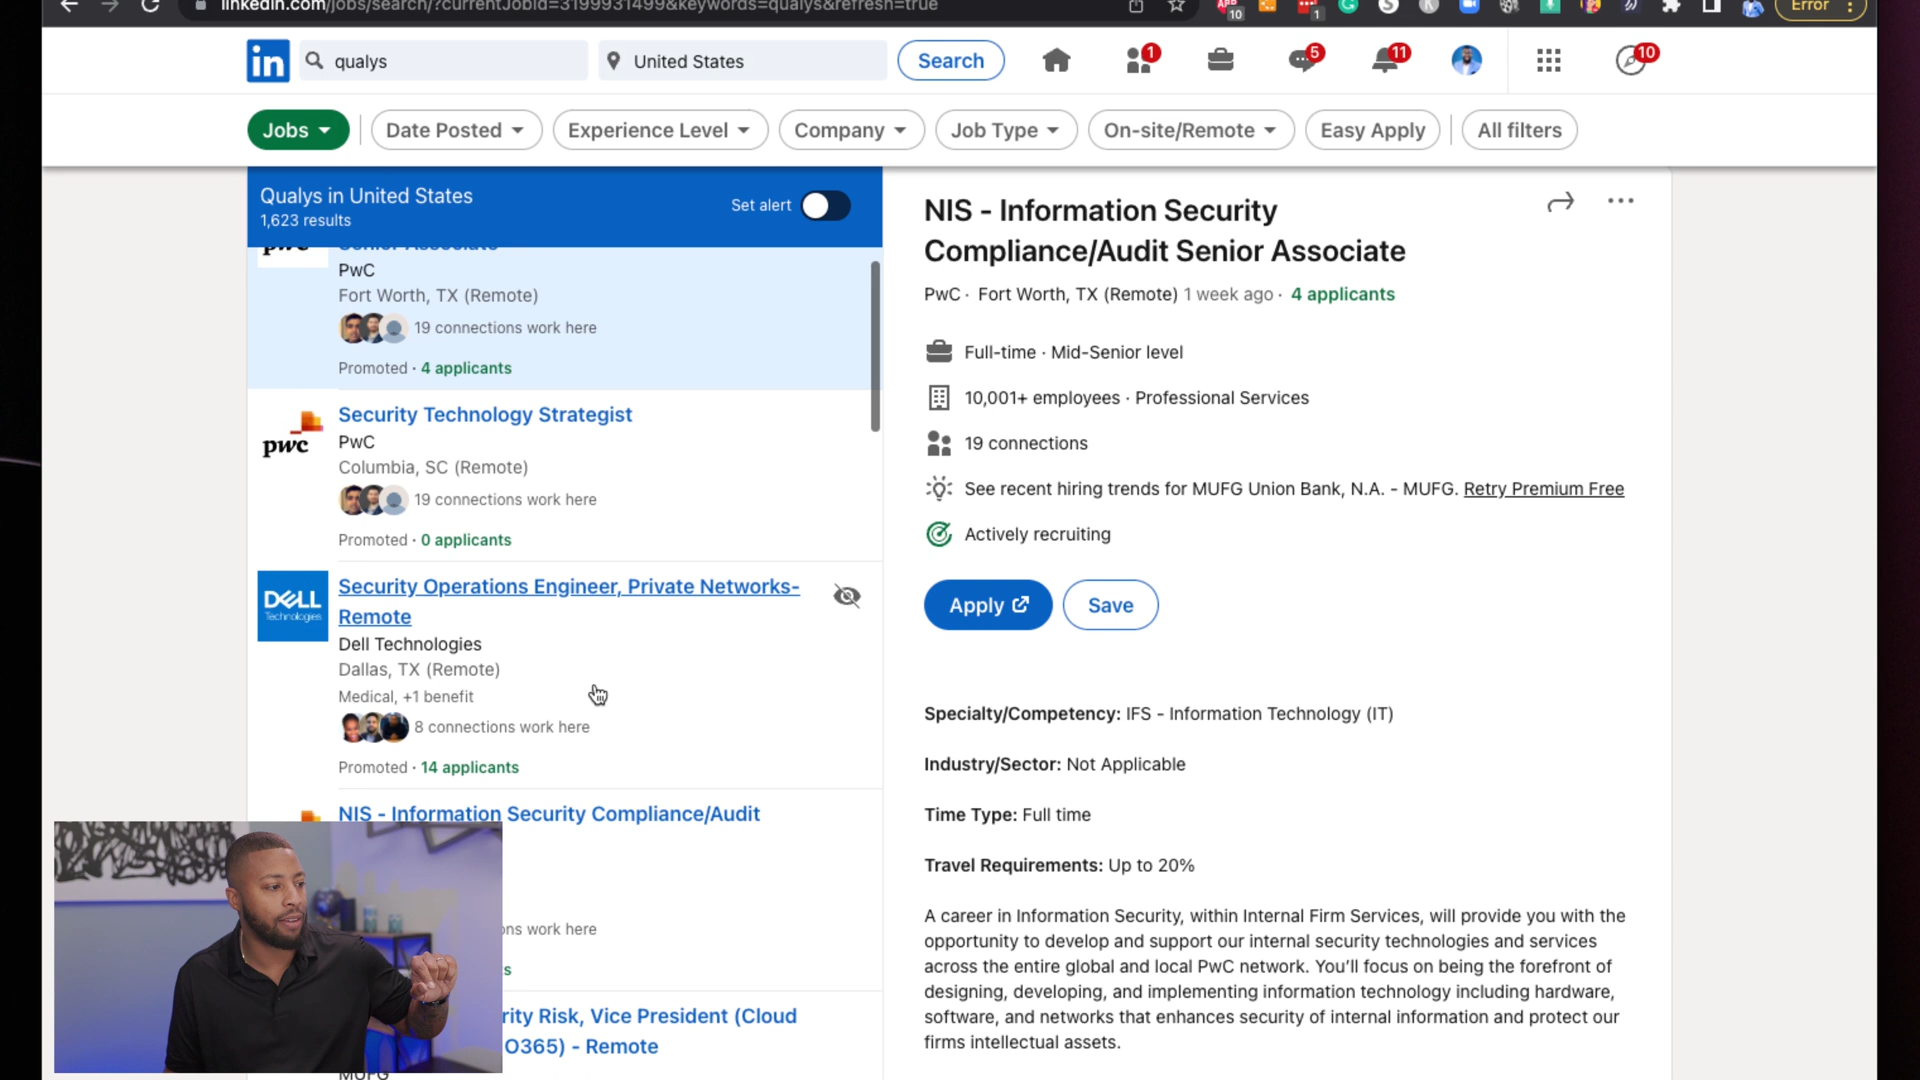 linkedin.com/jobs/search/?currentJobId=3199931499&keywords=qualys&refresh=true
10
1
Error
in
qualys
United States
Search
1
5
11
10
Jobs
Date Posted
Experience Level
Company
Job Type
On-site/Remote
Easy Apply
All filters
Qualys in United States
1,623 results
Set alert
pwc
Senior Associate
PwC
Fort Worth, TX (Remote)
19 connections work here
Promoted · 4 applicants
pwc
Security Technology Strategist
PwC
Columbia, SC (Remote)
19 connections work here
Promoted · 0 applicants
DELL
Technologies
Security Operations Engineer, Private Networks-
Remote
Dell Technologies
Dallas, TX (Remote)
Medical, +1 benefit
8 connections work here
Promoted · 14 applicants
NIS - Information Security Compliance/Audit
ns work here
s
rity Risk, Vice President (Cloud
O365) - Remote
MUFG
NIS - Information Security
Compliance/Audit Senior Associate
PwC · Fort Worth, TX (Remote) 1 week ago · 4 applicants
Full-time · Mid-Senior level
10,001+ employees · Professional Services
19 connections
See recent hiring trends for MUFG Union Bank, N.A. - MUFG. Retry Premium Free
Actively recruiting
Apply
Save
Specialty/Competency: IFS - Information Technology (IT)
Industry/Sector: Not Applicable
Time Type: Full time
Travel Requirements: Up to 20%
A career in Information Security, within Internal Firm Services, will provide you with the
opportunity to develop and support our internal security technologies and services
across the entire global and local PwC network. You'll focus on being the forefront of
designing, developing, and implementing information technology including hardware,
software, and networks that enhances security of internal information and protect our
firms intellectual assets.